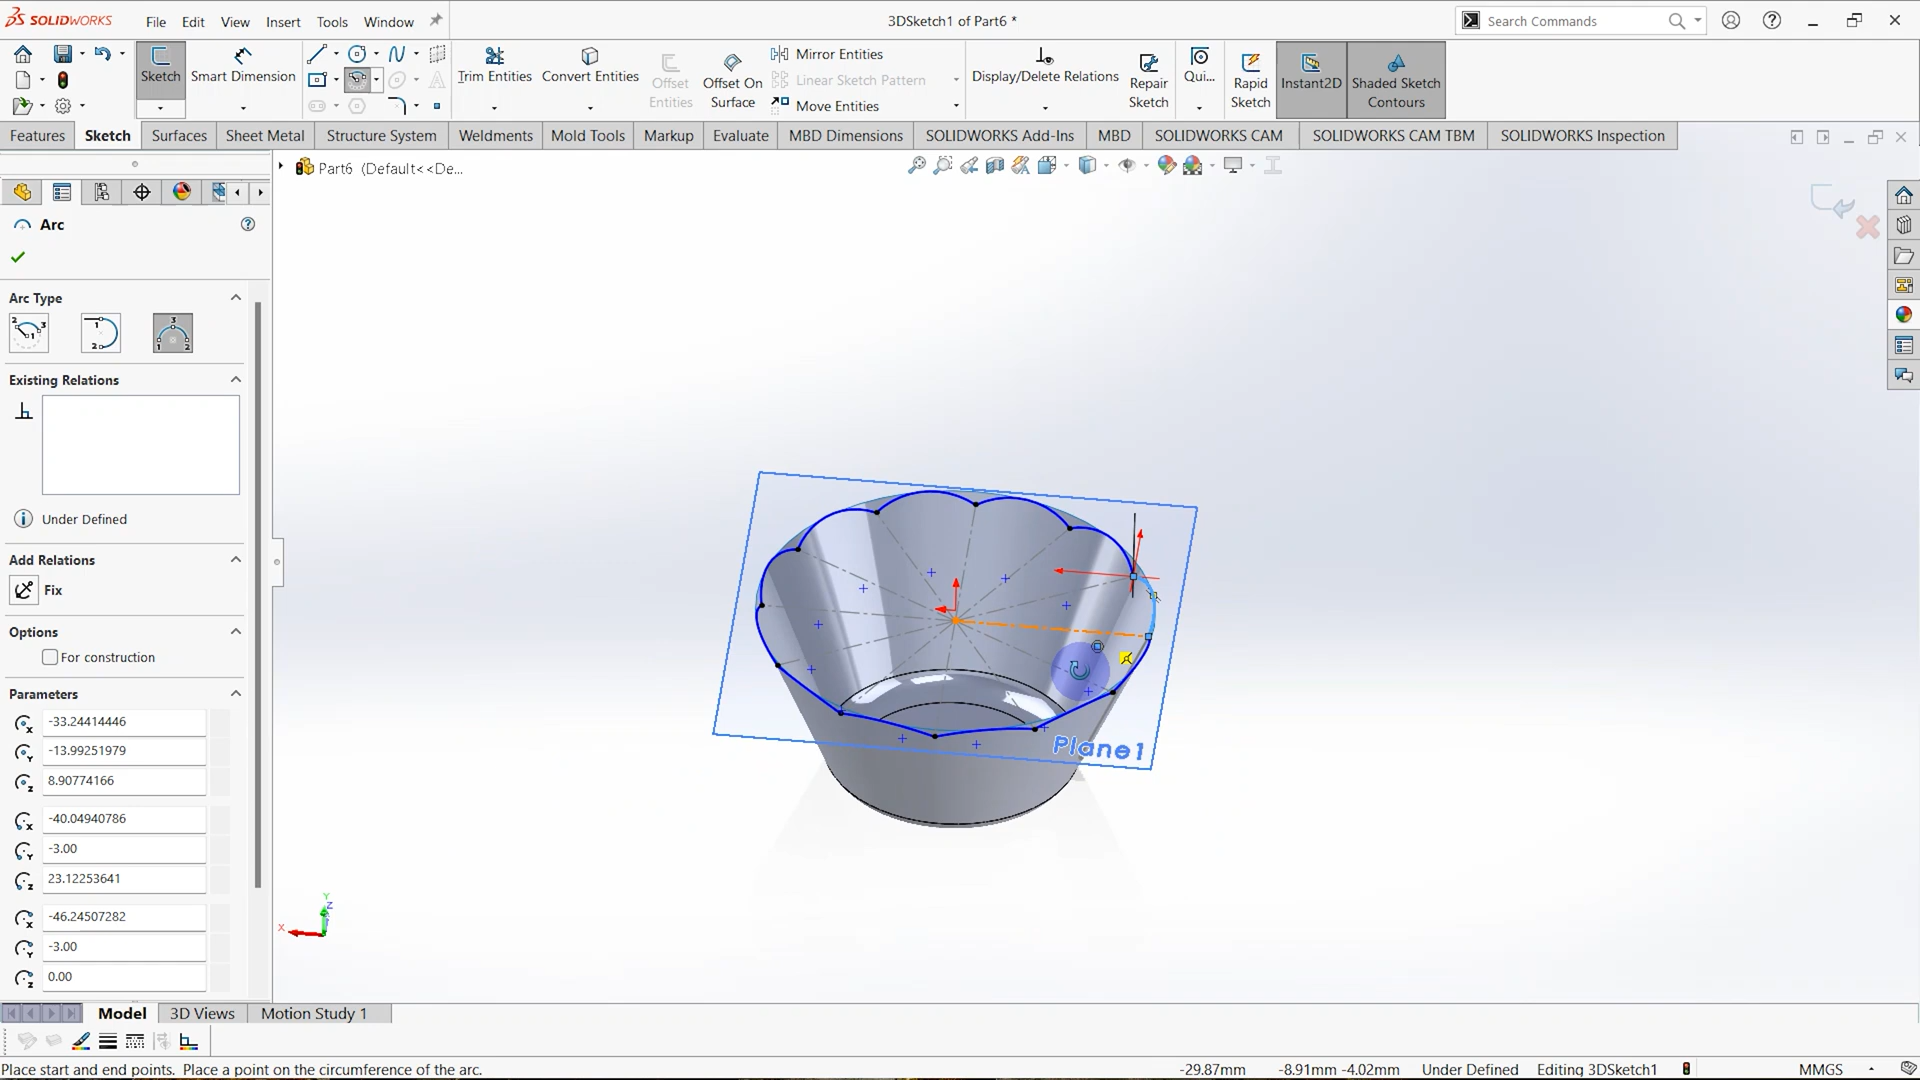 SOLIDWORKS
File Edit View Insert Tools Window
3DSketch1 of Part6 *
Search Commands
Sketch
Smart Dimension
Trim Entities
Convert Entities
Offset Entities
Offset On Surface
Mirror Entities
Linear Sketch Pattern
Move Entities
Display/Delete Relations
Repair Sketch
Qui...
Rapid Sketch
Instant2D
Shaded Sketch Contours
Features Sketch Surfaces Sheet Metal Structure System Weldments Mold Tools Markup Evaluate MBD Dimensions SOLIDWORKS Add-Ins MBD SOLIDWORKS CAM SOLIDWORKS CAM TBM SOLIDWORKS Inspection
Part6 (Default<<De...
Arc
Arc Type
Existing Relations
Under Defined
Add Relations
Fix
Options
For construction
Parameters
-33.24414446
-13.99251979
8.90774166
-40.04940786
-3.00
23.12253641
-46.24507282
-3.00
0.00
Plane1
Y
Z
X
Model 3D Views Motion Study 1
Place start and end points. Place a point on the circumference of the arc.
-29.87mm -8.91mm -4.02mm Under Defined Editing 3DSketch1 MMGS